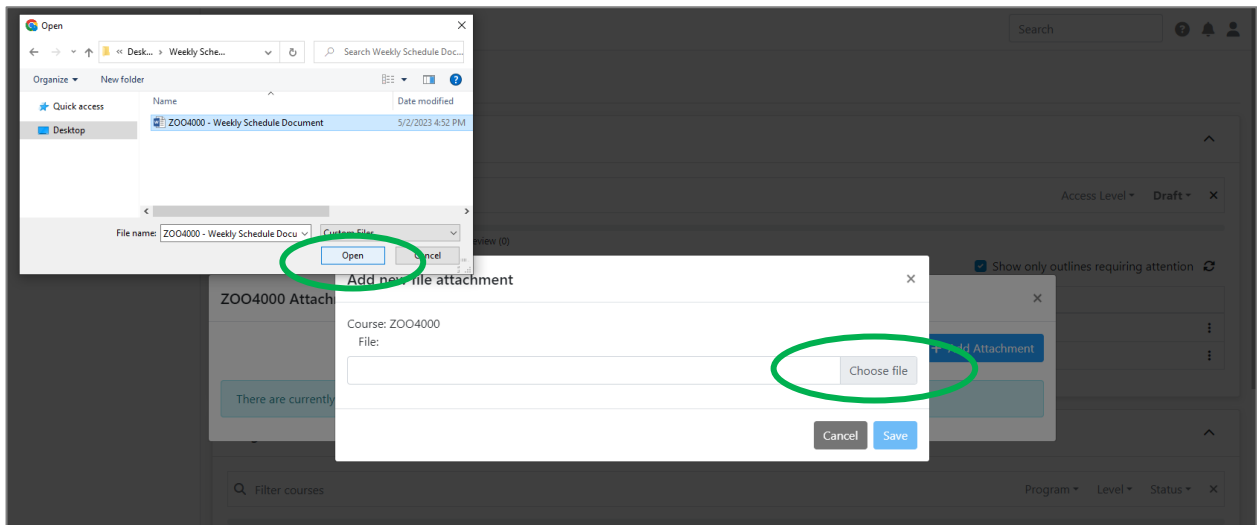 Open
Search
« Desk... › Weekly Sche...
Search Weekly Schedule Doc...
Organize
New folder
Quick access
Desktop
Name
Date modified
ZOO4000 - Weekly Schedule Document
5/2/2023 4:52 PM
Access Level
Draft
File name:
ZOO4000 - Weekly Schedule Docu
Custom Files
Open
Cancel
eview (0)
Show only outlines requiring attention
Add new file attachment
ZOO4000 Attachm
Course: ZOO4000
File:
Choose file
+ Add Attachment
There are currently
Cancel
Save
Filter courses
Program
Level
Status